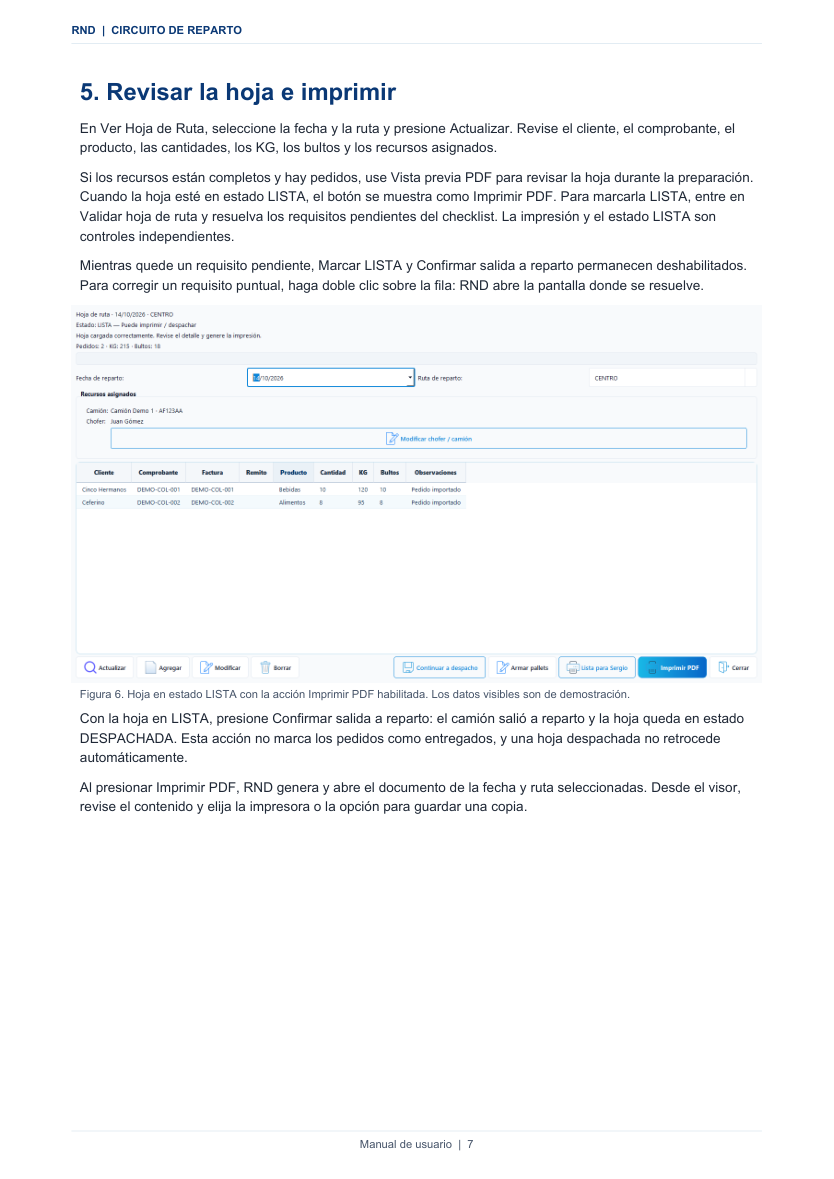 RND | CIRCUITO DE REPARTO
5. Revisar la hoja e imprimir
En Ver Hoja de Ruta, seleccione la fecha y la ruta y presione Actualizar. Revise el cliente, el comprobante, el
producto, las cantidades, los KG, los bultos y los recursos asignados.
Si los recursos están completos y hay pedidos, use Vista previa PDF para revisar la hoja durante la preparación.
Cuando la hoja esté en estado LISTA, el botón se muestra como Imprimir PDF. Para marcarla LISTA, entre en
Validar hoja de ruta y resuelva los requisitos pendientes del checklist. La impresión y el estado LISTA son
controles independientes.
Mientras quede un requisito pendiente, Marcar LISTA y Confirmar salida a reparto permanecen deshabilitados.
Para corregir un requisito puntual, haga doble clic sobre la fila: RND abre la pantalla donde se resuelve.
Hoja de ruta - 14/10/2026 - CENTRO
Estado: LISTA — Puede imprimir / despachar
Hoja cargada correctamente. Revise el detalle y genere la impresión.
Pedidos: 2 - KG: 215 - Bultos: 18
Fecha de reparto: 14/10/2026 Ruta de reparto: CENTRO
Recursos asignados
Camión: Camión Demo 1 - AF123AA
Chofer: Juan Gómez
Modificar chofer / camión
Cliente Comprobante Factura Remito Producto Cantidad KG Bultos Observaciones
Cinco Hermanos DEMO-COL-001 DEMO-COL-001 Bebidas 10 120 10 Pedido importado
Ceferino DEMO-COL-002 DEMO-COL-002 Alimentos 8 95 8 Pedido importado
Actualizar Agregar Modificar Borrar Continuar a despacho Armar pallets Lista para Sergio Imprimir PDF Cerrar
Figura 6. Hoja en estado LISTA con la acción Imprimir PDF habilitada. Los datos visibles son de demostración.
Con la hoja en LISTA, presione Confirmar salida a reparto: el camión salió a reparto y la hoja queda en estado
DESPACHADA. Esta acción no marca los pedidos como entregados, y una hoja despachada no retrocede
automáticamente.
Al presionar Imprimir PDF, RND genera y abre el documento de la fecha y ruta seleccionadas. Desde el visor,
revise el contenido y elija la impresora o la opción para guardar una copia.
Manual de usuario | 7